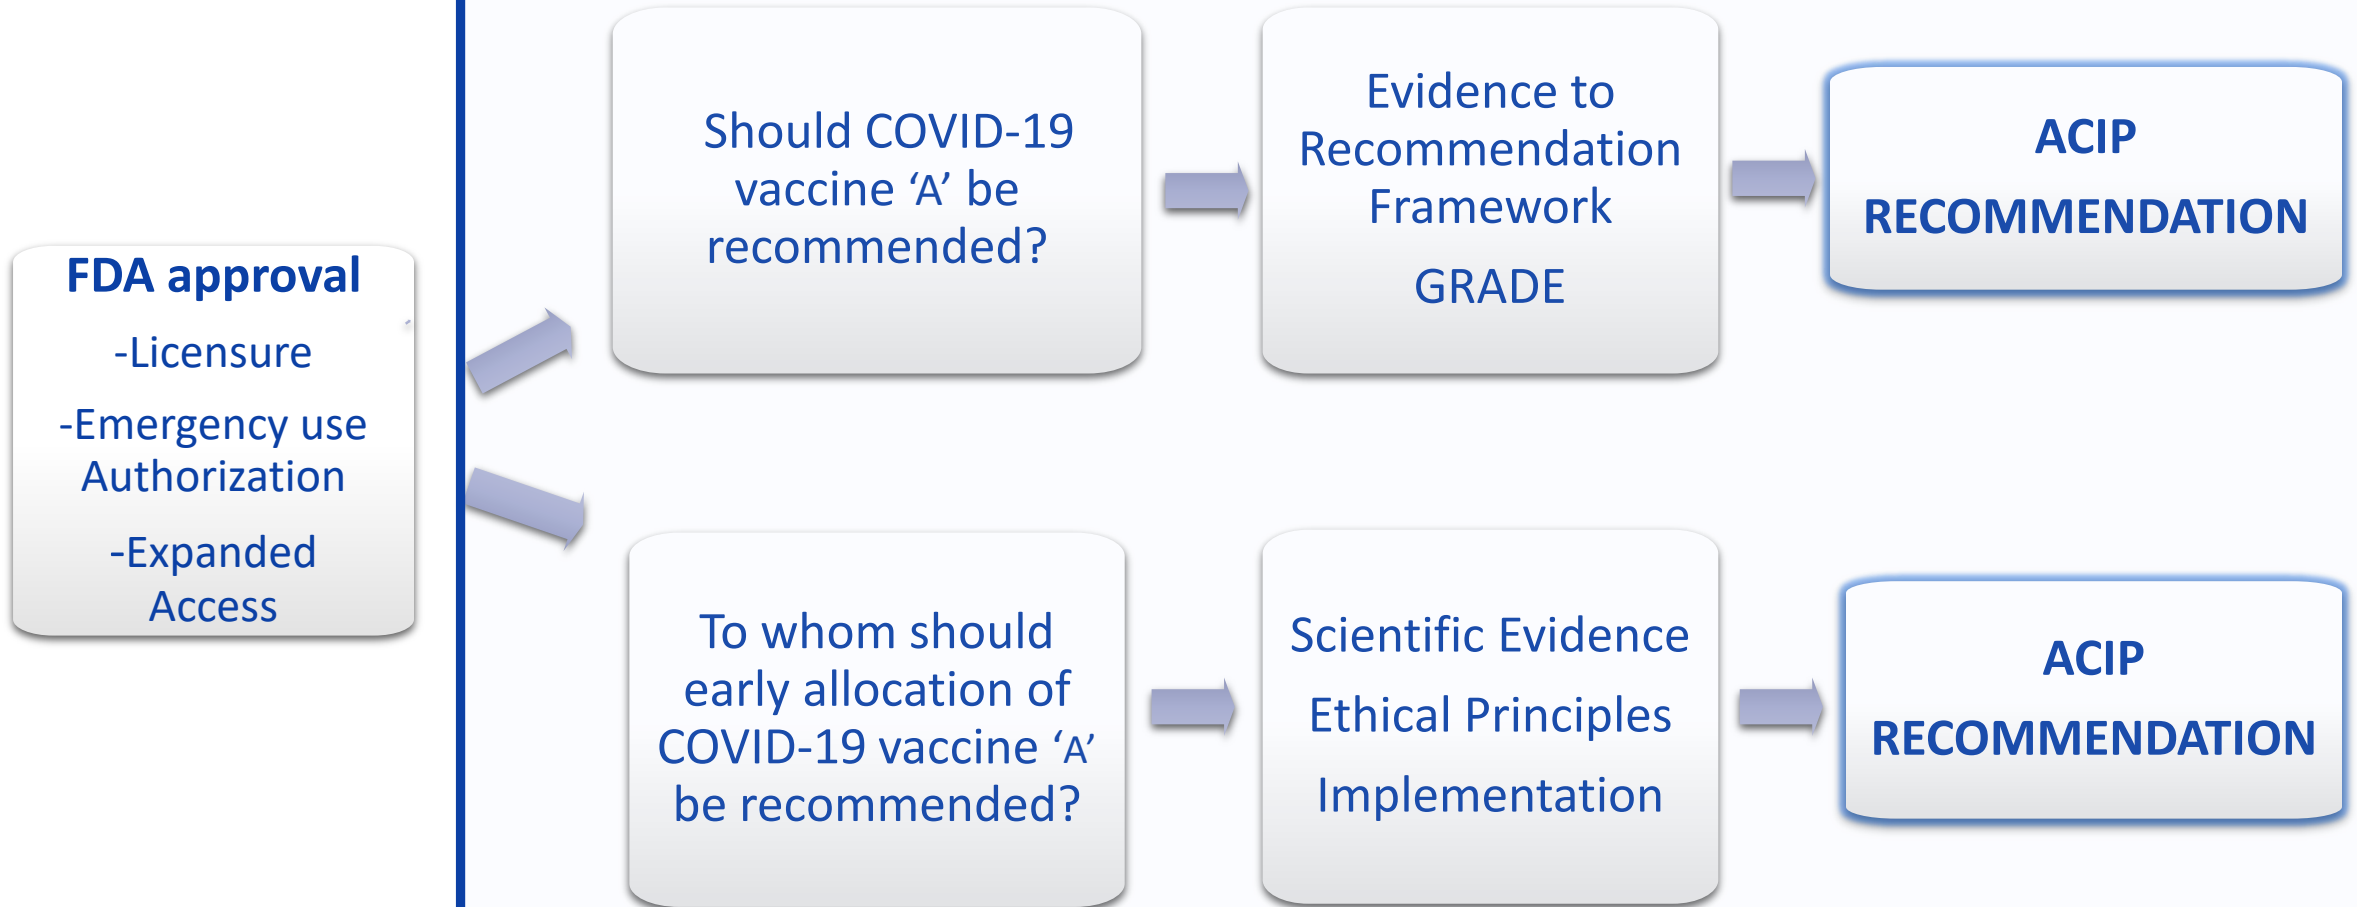 FDA approval
-Licensure
-Emergency use
Authorization
-Expanded
Access
Should COVID-19
vaccine ‘A’ be
recommended?
Evidence to
Recommendation
Framework
GRADE
ACIP
RECOMMENDATION
To whom should
early allocation of
COVID-19 vaccine ‘A’
be recommended?
Scientific Evidence
Ethical Principles
Implementation
ACIP
RECOMMENDATION